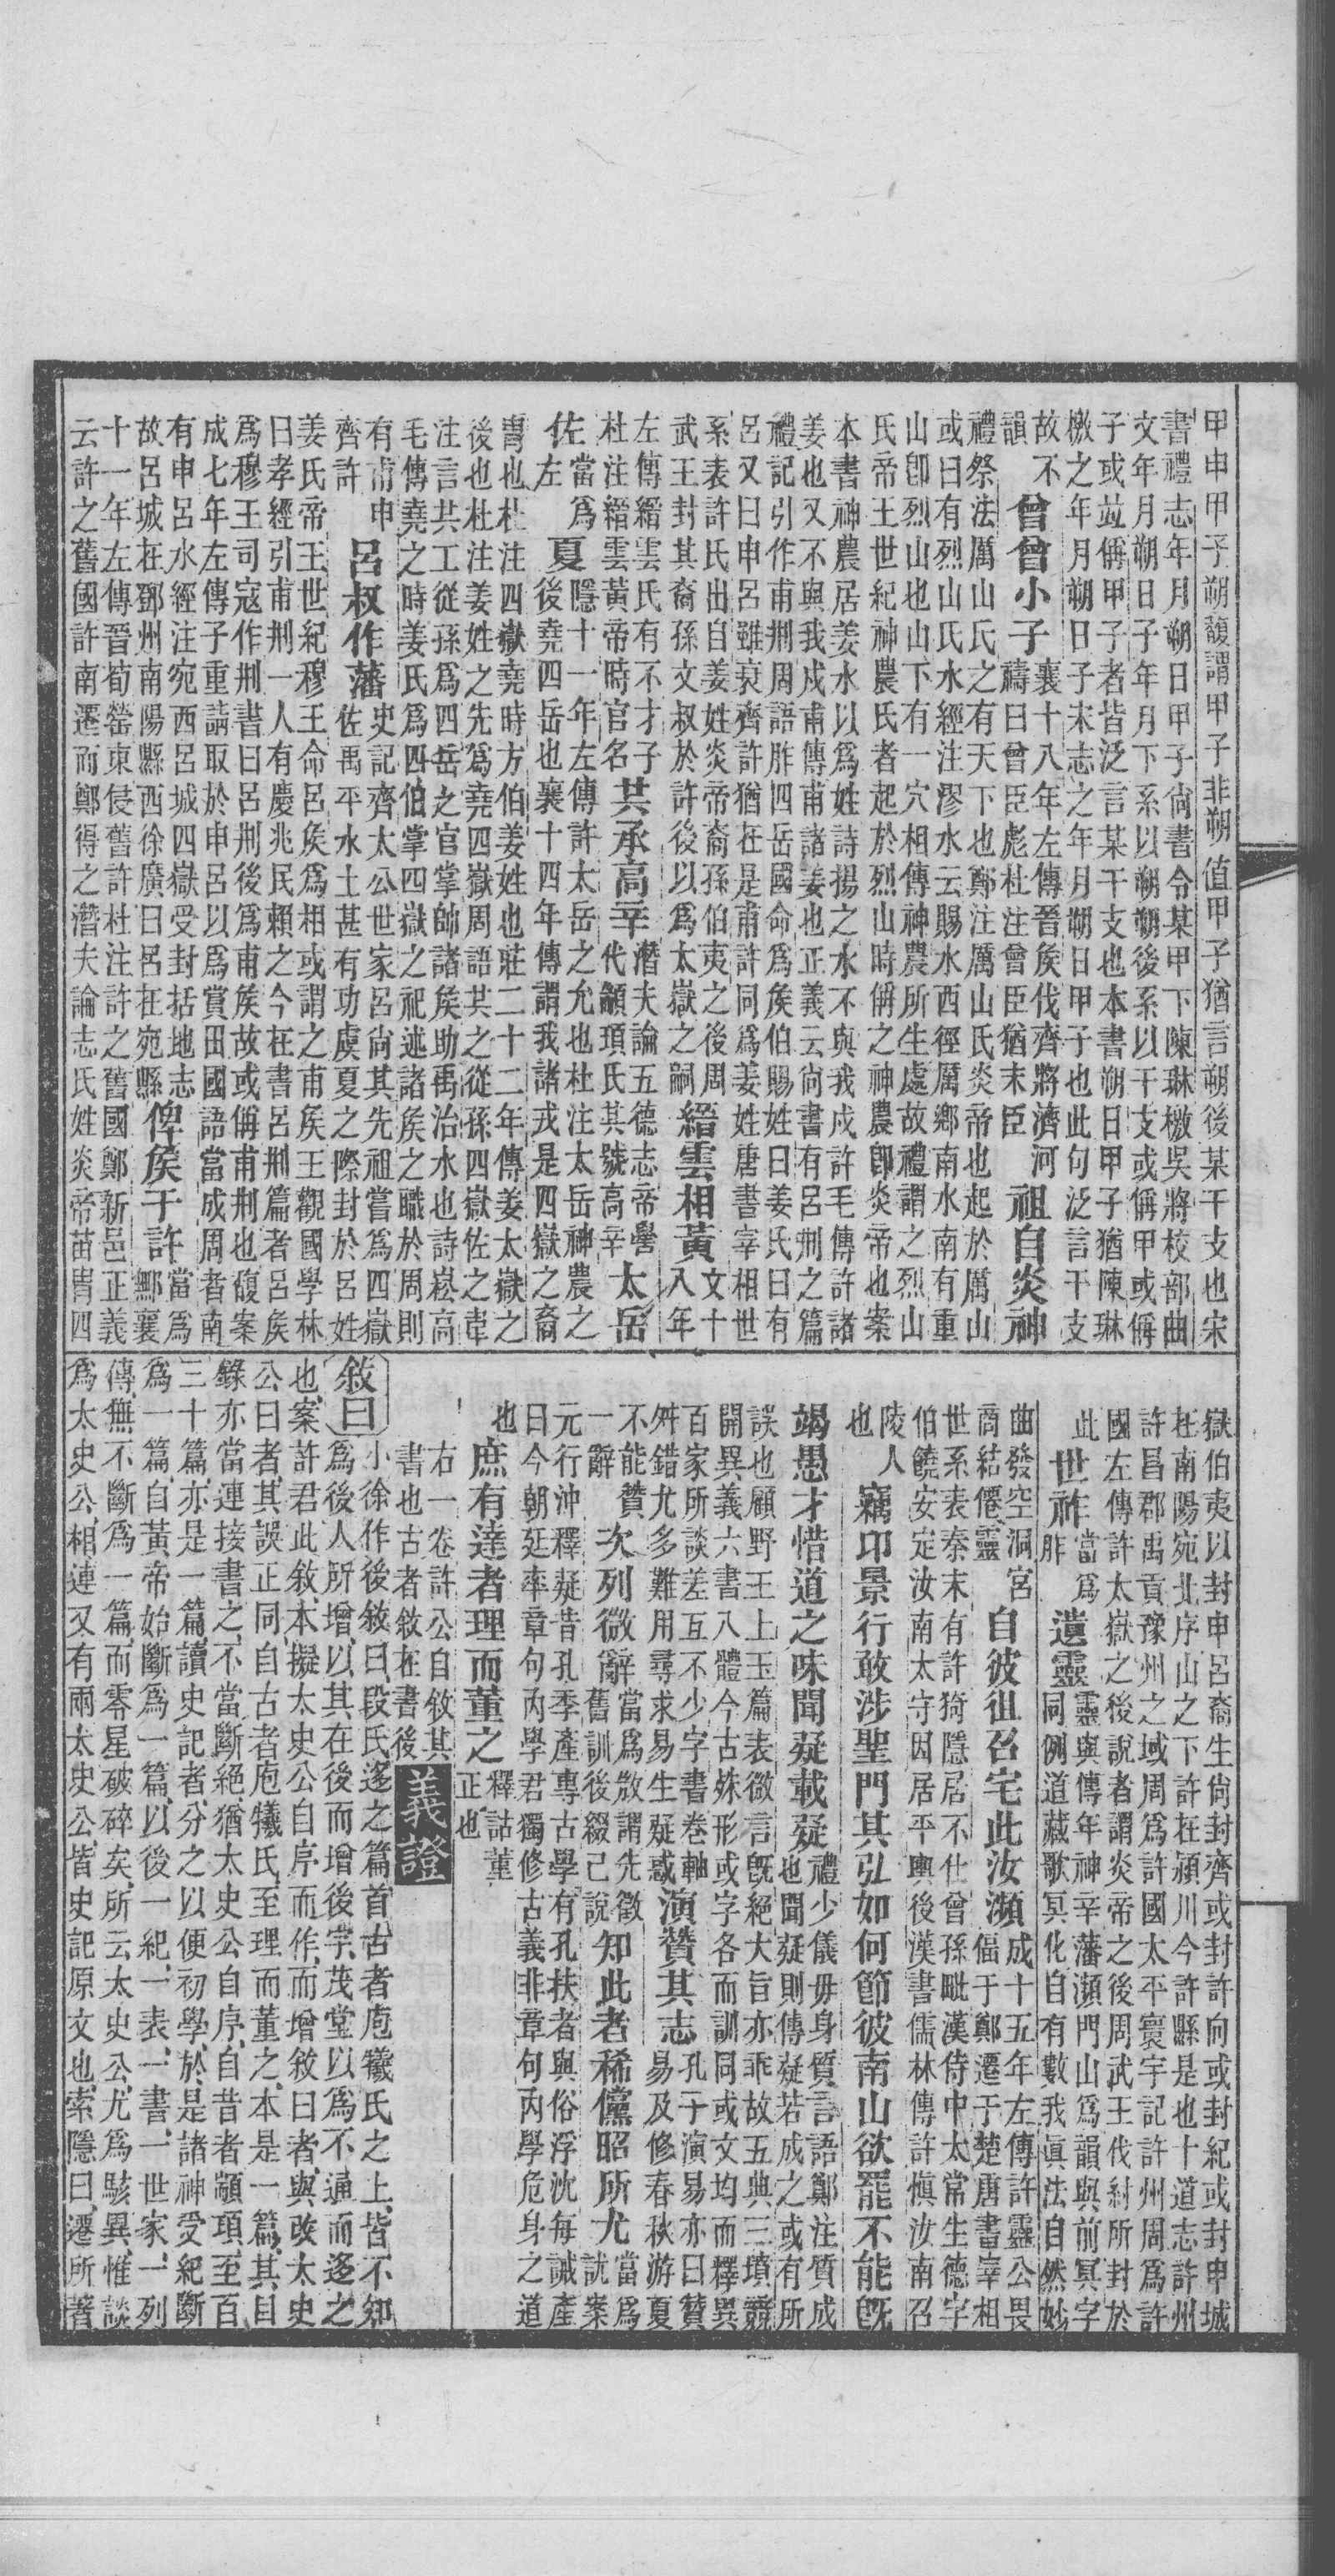 甲申甲子朔馥謂甲子非朔值甲子猶言朔後某干支也宋
書禮志年月朔日甲子尙書令某甲下陳琳檄吳將校部曲
文年月朔日子年月下系以朔朔後系以干支或偁甲或偁
子或竝偁甲子者皆泛言某干支也本書朔日甲子猶陳琳
檄之年月朔日子末志之年月朔日甲子也此句泛言干支
故不
韻
曾曾小子
襄十八年左傳晉矦伐齊將濟河
禱曰曾臣彪杜注曾臣猶末臣
祖自炎神
禮祭法厲山氏之有天下也鄭注厲山氏炎帝也起於厲山
或曰有烈山氏水經注漻水云賜水西徑厲鄉南水南有重
山卽烈山也山下有一穴相傳神農所生處故禮謂之烈山
氏帝王世紀神農氏者起於烈山時偁之神農卽炎帝也案
本書神農居姜水以爲姓詩揚之水不與我戍許毛傳許諸
姜也又不與我戍甫傳甫諸姜也正義云尙書有呂刑之篇
禮記引作甫刑周語胙四岳國命爲矦伯賜姓曰姜氏曰有
呂又曰申呂雖衰齊許猶在是甫許同爲姜姓唐書宰相世
系表許氏出自姜姓炎帝裔孫伯夷之後周
武王封其裔孫文叔於許後以爲太嶽之嗣
縉雲相黃
文十
八年
左傳縉雲氏有不才子
杜注縉雲黃帝時官名
共承高辛
潛夫論五德志帝嚳
代顓頊氏其號高辛
太岳
佐
當爲
左
夏
隱十一年左傳許太岳之允也杜注太岳神農之
後堯四岳也襄十四年傳謂我諸戎是四嶽之裔
胄也杜注四嶽堯時方伯姜姓也莊二十二年傳姜太嶽之
後也杜注姜姓之先爲堯四嶽周語共之從孫四嶽佐之韋
注言共工從孫爲四岳之官掌帥諸矦助禹治水也詩崧高
毛傳堯之時姜氏爲四伯掌四嶽之祀述諸矦之職於周則
有甫申
齊許
呂叔作藩
史記齊太公世家呂尙其先祖嘗爲四嶽
佐禹平水土甚有功虞夏之際封於呂姓
姜氏帝王世紀穆王命呂矦爲相或謂之甫矦王觀國學林
曰孝經引甫刑一人有慶兆民賴之今在書呂刑篇者呂矦
爲穆王司寇作刑書曰呂刑後爲甫矦故或偁甫刑也馥案
成七年左傳子重請取於申呂以爲賞田國語當成周者南
有申呂水經注宛西呂城四嶽受封括地志
故呂城在鄧州南陽縣西徐廣曰呂在宛縣
俾矦于許
當爲
鄦襄
十一年左傳晉荀罃東侵舊許杜注許之舊國鄭新邑正義
云許之舊國許南遷而鄭得之潛夫論志氏姓炎帝苗胄四
嶽伯夷以封申呂裔生尙封齊或封許向或封紀或封申城
在南陽宛北序山之下許在潁川今許縣是也十道志許州
許昌郡禹貢豫州之域周爲許國太平寰宇記許州周爲許
國左傳許太嶽之後說者謂炎帝之後周武王伐紂所封於
此
世祚
當爲
胙
遺靈
靈與傳年神辛藩瀕門山爲韻與前冥字
同例道藏歌冥化自有數我眞法自然妙
曲發空洞宮
商結僊靈
自彼徂召宅此汝瀕
成十五年左傳許靈公畏
偪于鄭遷于楚唐書宰相
世系表秦末有許猗隱居不仕曾孫毗漢侍中太常生德字
伯饒安定汝南太守因居平輿後漢書儒林傳許愼汝南召
陵人
也
竊卬景行敢涉聖門其弘如何節彼南山欲罷不能旣
竭愚才惜道之味聞疑載疑
禮少儀毋身質言語鄭注質成
也聞疑則傳疑若成之或有所
誤也顧野王上玉篇表微言旣絕大旨亦乖故五典三墳競
開異義六書八體今古殊形或字各而訓同或文均而釋異
百家所談差互不少字書卷軸
舛錯尤多難用尋求易生疑惑
演贊其志
孔子演易亦曰贊
易及修春秋游夏
不能贊
一辭
次列微辭
當爲㪔謂先徵
舊訓後綴己說
知此者稀儻昭所尤
當爲
訧案
元行沖釋疑昔孔季產專古學有孔扶者與俗浮沈每誡產
曰今朝廷率章句內學君獨修古義非章句內學危身之道
也
庶有達者理而董之
釋詁董
正也
右一卷許公自敘其
書也古者敘在書後
義證
敘曰
小徐作後敘曰段氏迻之篇首古者庖犧氏之上皆不知
爲後人所增以其在後而增後字茂堂以爲不通而迻之
也案許君此敘本擬太史公自序而作而增敘曰者與改太史
公曰者其誤正同自古者庖犧氏至理而董之本是一篇其目
錄亦當連接書之不當斷絕猶太史公自序自昔者顓頊至百
三十篇亦是一篇讀史記者分之以便初學於是諸神受紀斷
爲一篇自黃帝始斷爲一篇以後一紀一表一書一世家一列
傳無不斷爲一篇而零星破碎矣所云太史公尤爲駭異惟談
爲太史公相連又有兩太史公皆史記原文也索隱曰遷所著